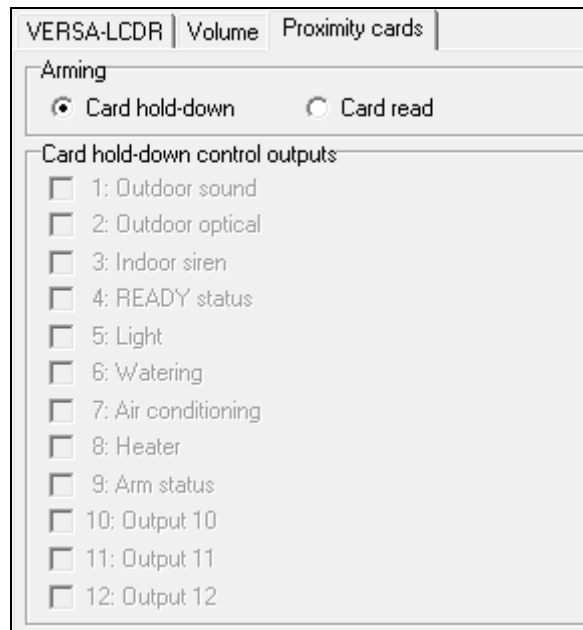 VERSA-LCDR Volume Proximity cards
Arming
Card hold-down Card read
Card hold-down control outputs
1: Outdoor sound
2: Outdoor optical
3: Indoor siren
4: READY status
5: Light
6: Watering
7: Air conditioning
8: Heater
9: Arm status
10: Output 10
11: Output 11
12: Output 12